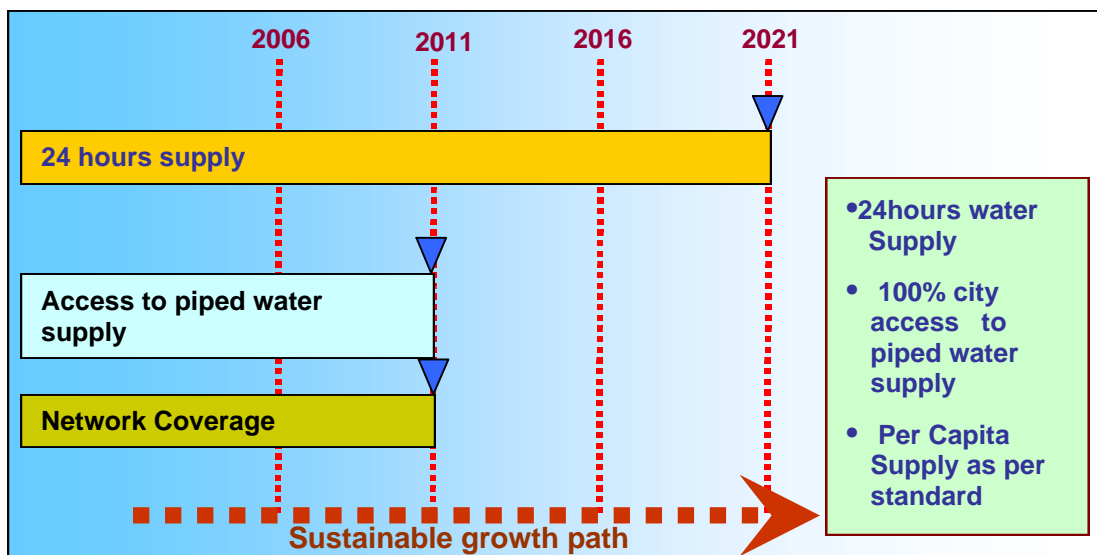 2006 2011 2016 2021
24 hours supply
Access to piped water
supply
Network Coverage
Sustainable growth path
•24hours water
Supply
• 100% city
access to
piped water
supply
• Per Capita
Supply as per
standard